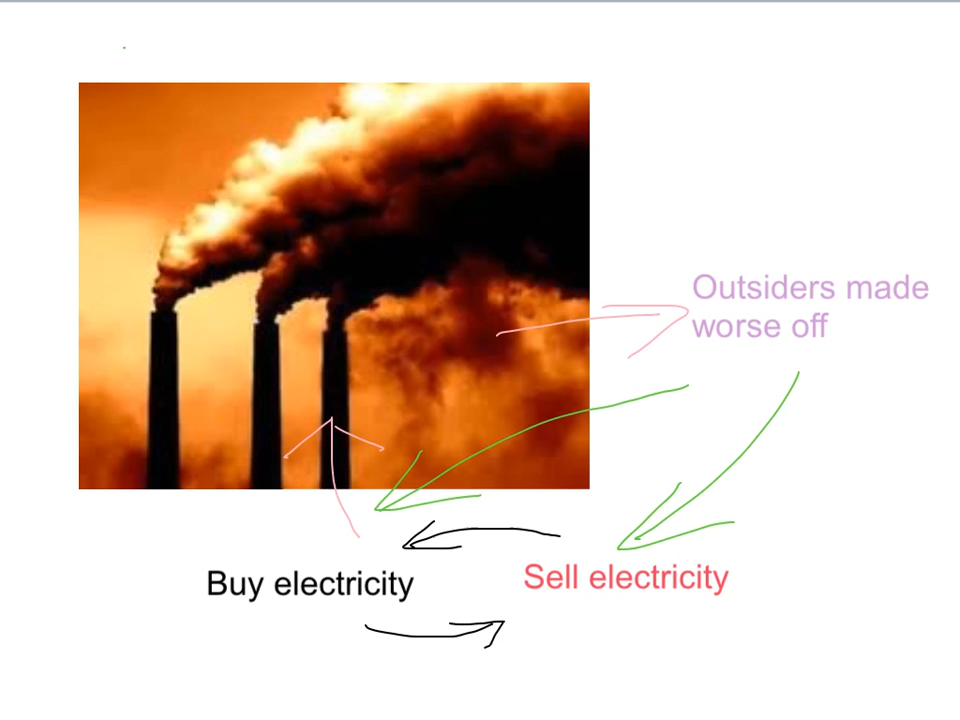 Outsiders made
worse off
Buy electricity
Sell electricity